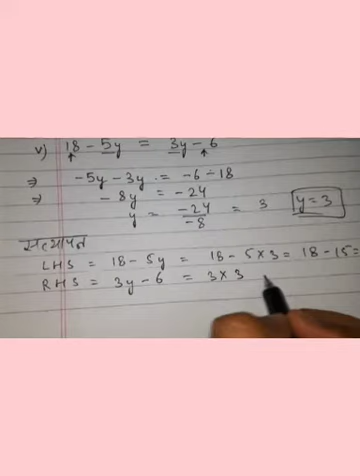 v) 18 - 5y = 3y - 6
⇒ -5y - 3y = -6 - 18
⇒ -8y = -24
y = -24/-8 = 3 y = 3
सत्यापन
LHS = 18 - 5y = 18 - 5 × 3 = 18 - 15 =
RHS = 3y - 6 = 3 × 3